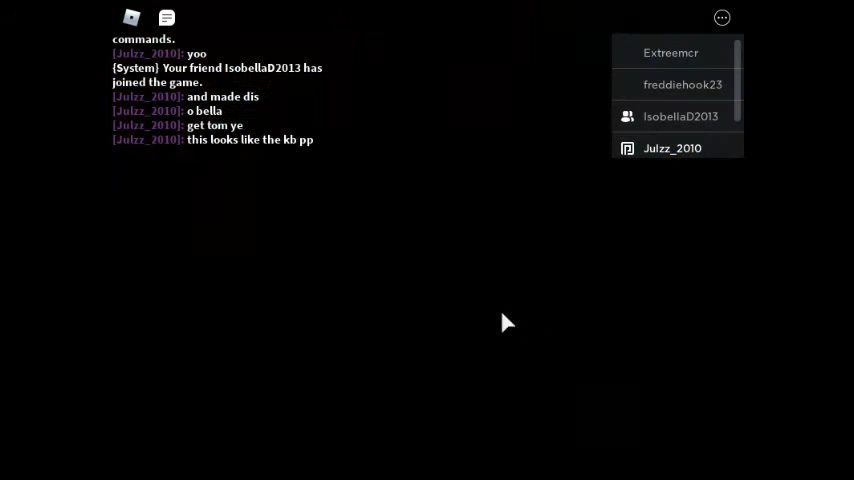 commands.
[Julzz_2010]: yoo
{System} Your friend IsobellaD2013 has
joined the game.
[Julzz_2010]: and made dis
[Julzz_2010]: o bella
[Julzz_2010]: get tom ye
[Julzz_2010]: this looks like the kb pp
Extreemcr
freddiehook23
IsobellaD2013
Julzz_2010